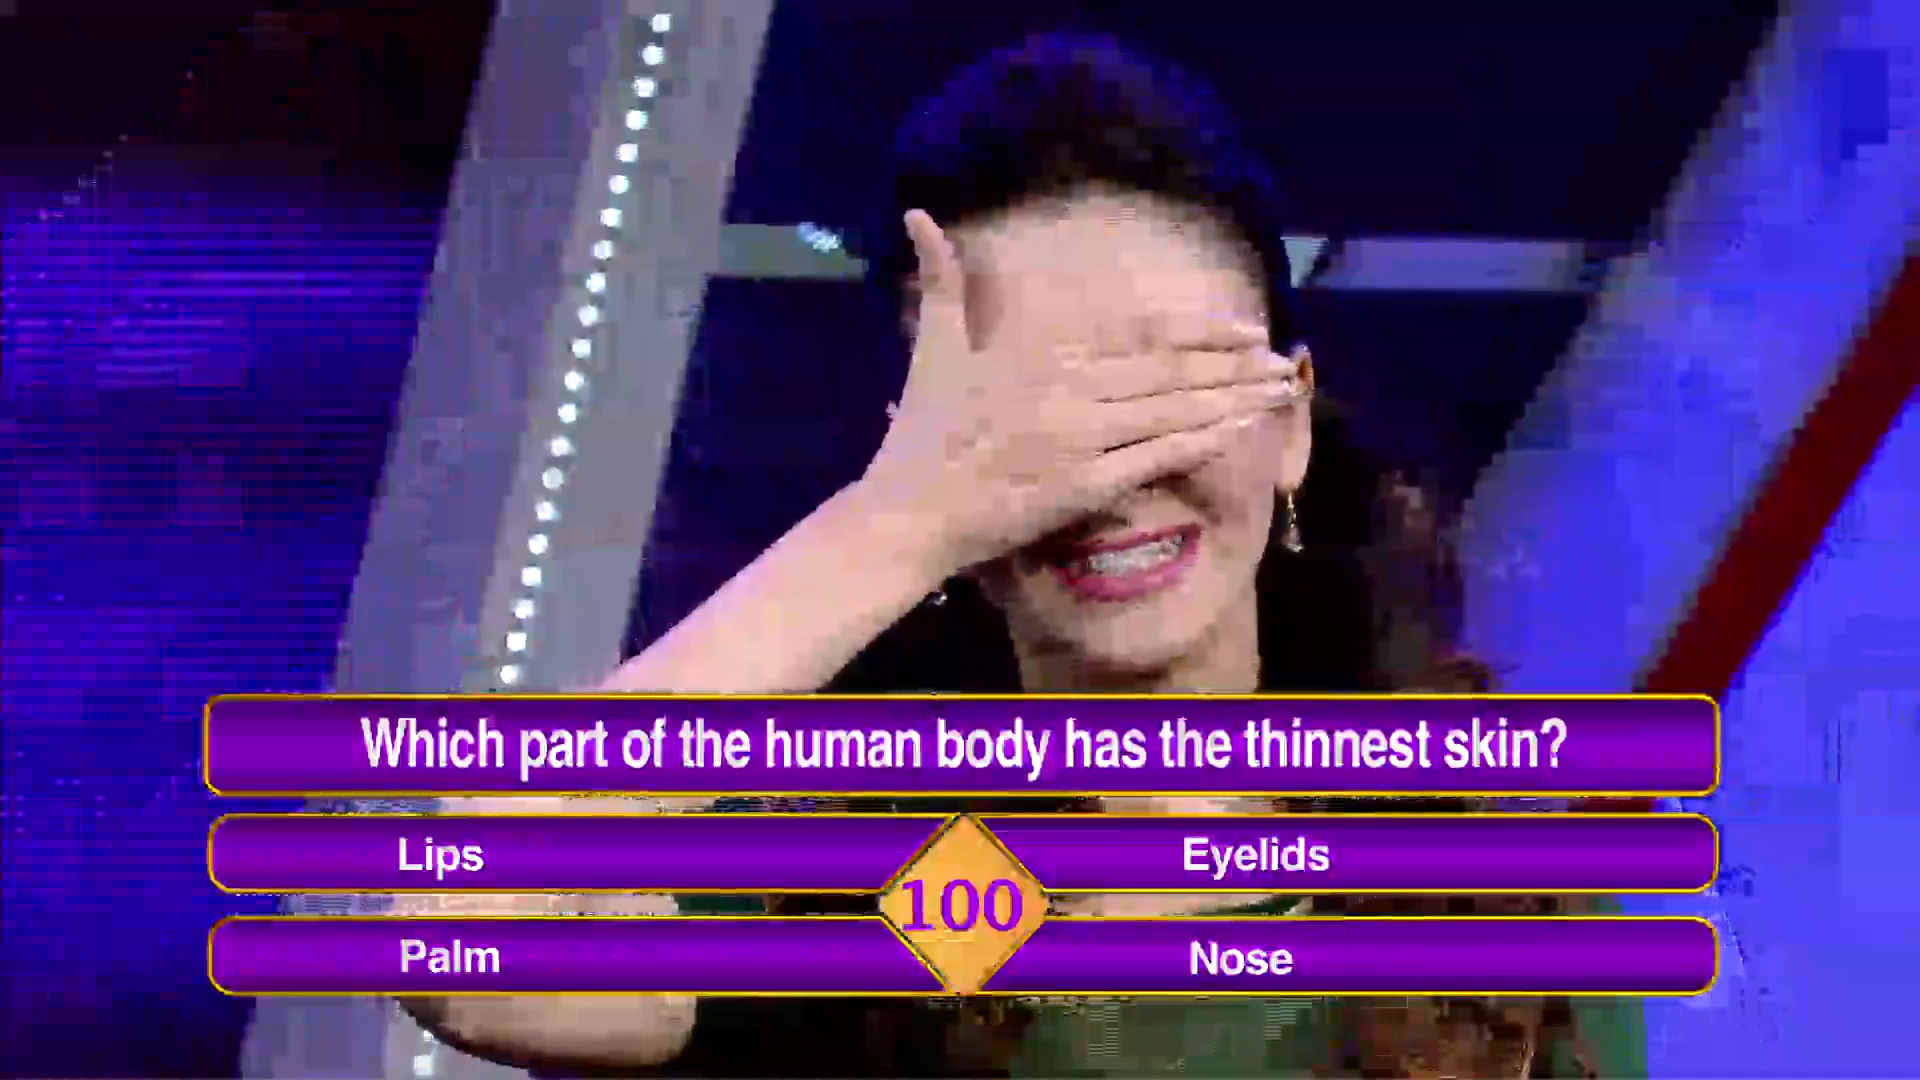 Which part of the human body has the thinnest skin?
Lips
Eyelids
100
Palm
Nose